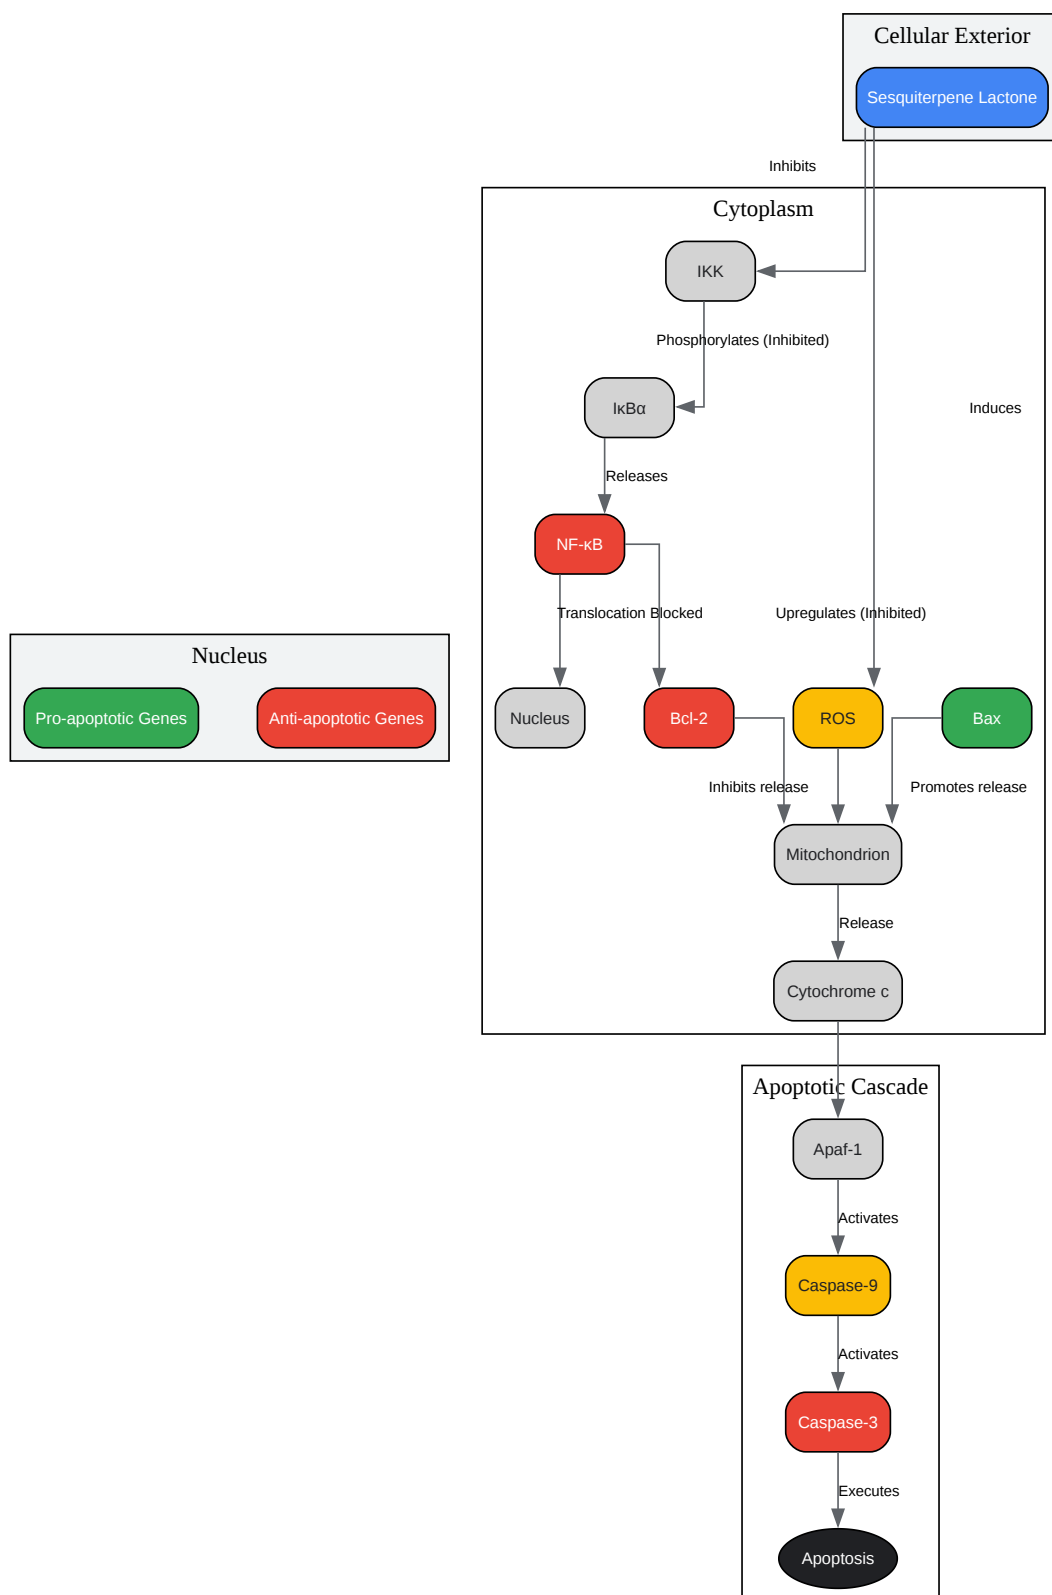 Cellular Exterior
Sesquiterpene Lactone
Inhibits
Cytoplasm
IKK
Phosphorylates (Inhibited)
IκBα
Induces
Releases
NF-κB
Translocation Blocked
Upregulates (Inhibited)
Nucleus
Pro-apoptotic Genes
Anti-apoptotic Genes
Nucleus
Bcl-2
ROS
Bax
Inhibits release
Promotes release
Mitochondrion
Release
Cytochrome c
Apoptotic Cascade
Apaf-1
Activates
Caspase-9
Activates
Caspase-3
Executes
Apoptosis